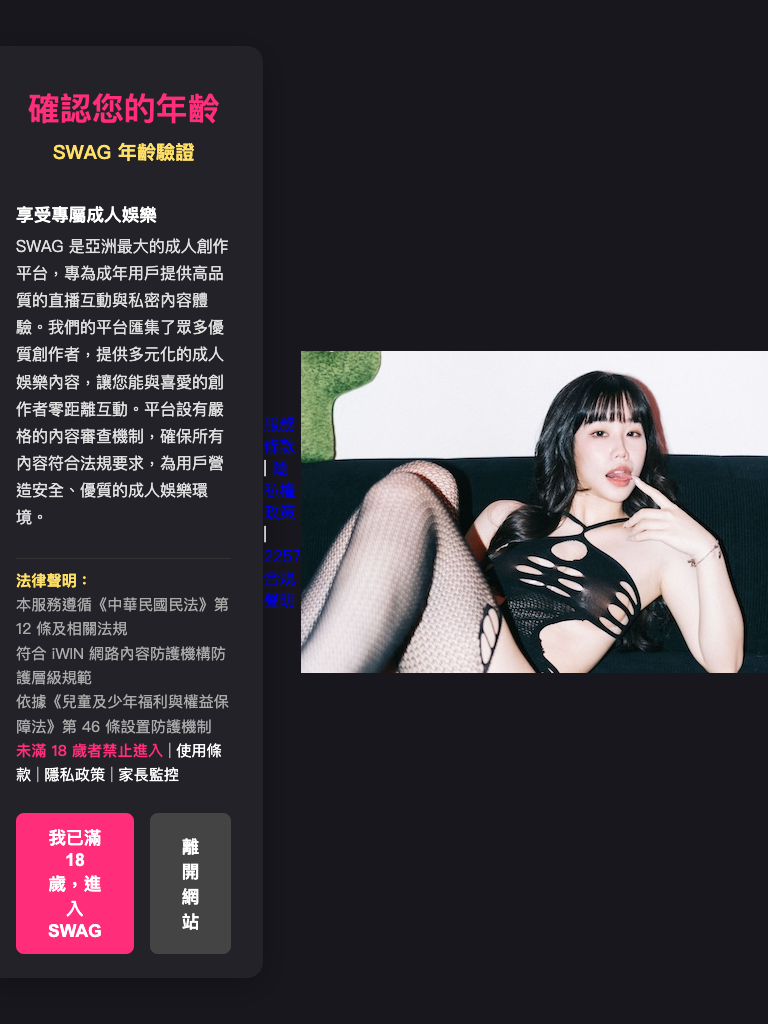 確認您的年齡
SWAG 年齡驗證
享受專屬成人娛樂
SWAG 是亞洲最大的成人創作
平台，專為成年用戶提供高品
質的直播互動與私密內容體
驗。我們的平台匯集了眾多優
質創作者，提供多元化的成人
娛樂內容，讓您能與喜愛的創
作者零距離互動。平台設有嚴
格的內容審查機制，確保所有
內容符合法規要求，為用戶營
造安全、優質的成人娛樂環
境。
法律聲明：
本服務遵循《中華民國民法》第
12 條及相關法規
符合 iWIN 網路內容防護機構防
護層級規範
依據《兒童及少年福利與權益保
障法》第 46 條設置防護機制
未滿 18 歲者禁止進入 | 使用條
款 | 隱私政策 | 家長監控
我已滿
18
歲，進
入
SWAG
離
開
網
站
服務
條款
| 隱
私權
政策
|
2257
合規
聲明